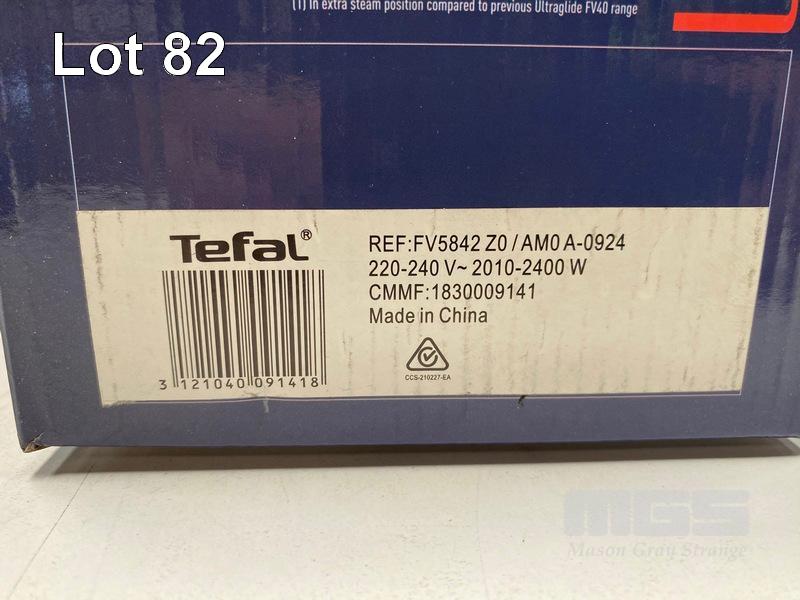 (1) In extra steam position compared to previous Ultraglide FV40 range
Lot 82
Tefal®
REF:FV5842 Z0 / AM0 A-0924
220-240 V~ 2010-2400 W
CMMF:1830009141
Made in China
3 121040 091418
CCS-210227-EA
MGS
Mason Gray Strange